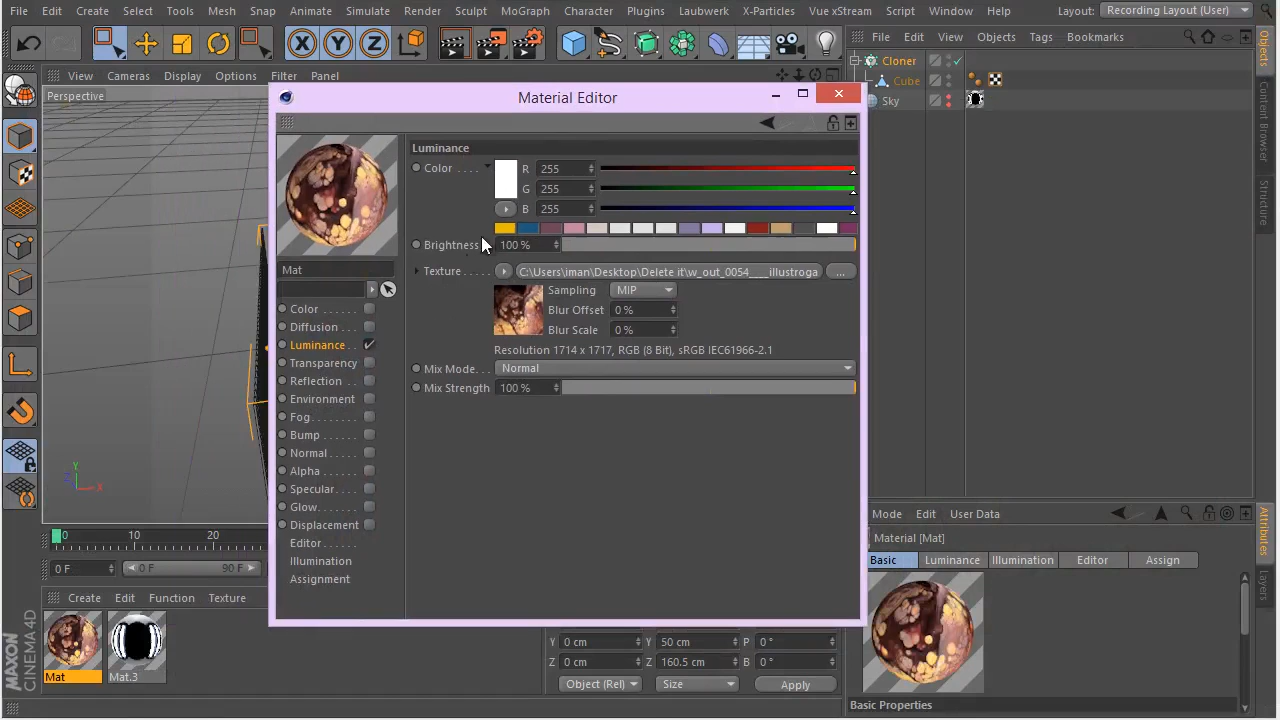 File Edit Create Select Tools Mesh Snap Animate Simulate Render Sculpt MoGraph Character Plugins Laubwerk X-Particles Vue xStream Script Window Help Layout: Recording Layout (User)
File Edit View Objects Tags Bookmarks
View Cameras Display Options Filter Panel
Perspective
Cloner
Cube
Sky
Objects
Content Browser
Structure
Material Editor
Luminance
Color . . . . R 255
G 255
B 255
Brightness 100 %
Texture . . . . . C:\Users\iman\Desktop\Delete it\w_out_0054____illustroga ...
Sampling MIP
Blur Offset 0 %
Blur Scale 0 %
Resolution 1714 x 1717, RGB (8 Bit), sRGB IEC61966-2.1
Mix Mode. . . Normal
Mix Strength 100 %
Mat
Color . . . . . .
Diffusion . . . .
Luminance . .
Transparency
Reflection . .
Environment
Fog. . . . . . . .
Bump . . . . . .
Normal . . . . .
Alpha . . . . . .
Specular. . . .
Glow. . . . . . .
Displacement
Editor. . . . . .
Illumination
Assignment
Y
Z X
0 10 20
0 F 0 F 90 F
Create Edit Function Texture
Mat Mat.3
MAXON
CINEMA 4D
Y 0 cm Y 50 cm P 0 °
Z 0 cm Z 160.5 cm B 0 °
Object (Rel) Size Apply
Mode Edit User Data
Material [Mat]
Basic Luminance Illumination Editor Assign
Basic Properties
Attributes
Layers